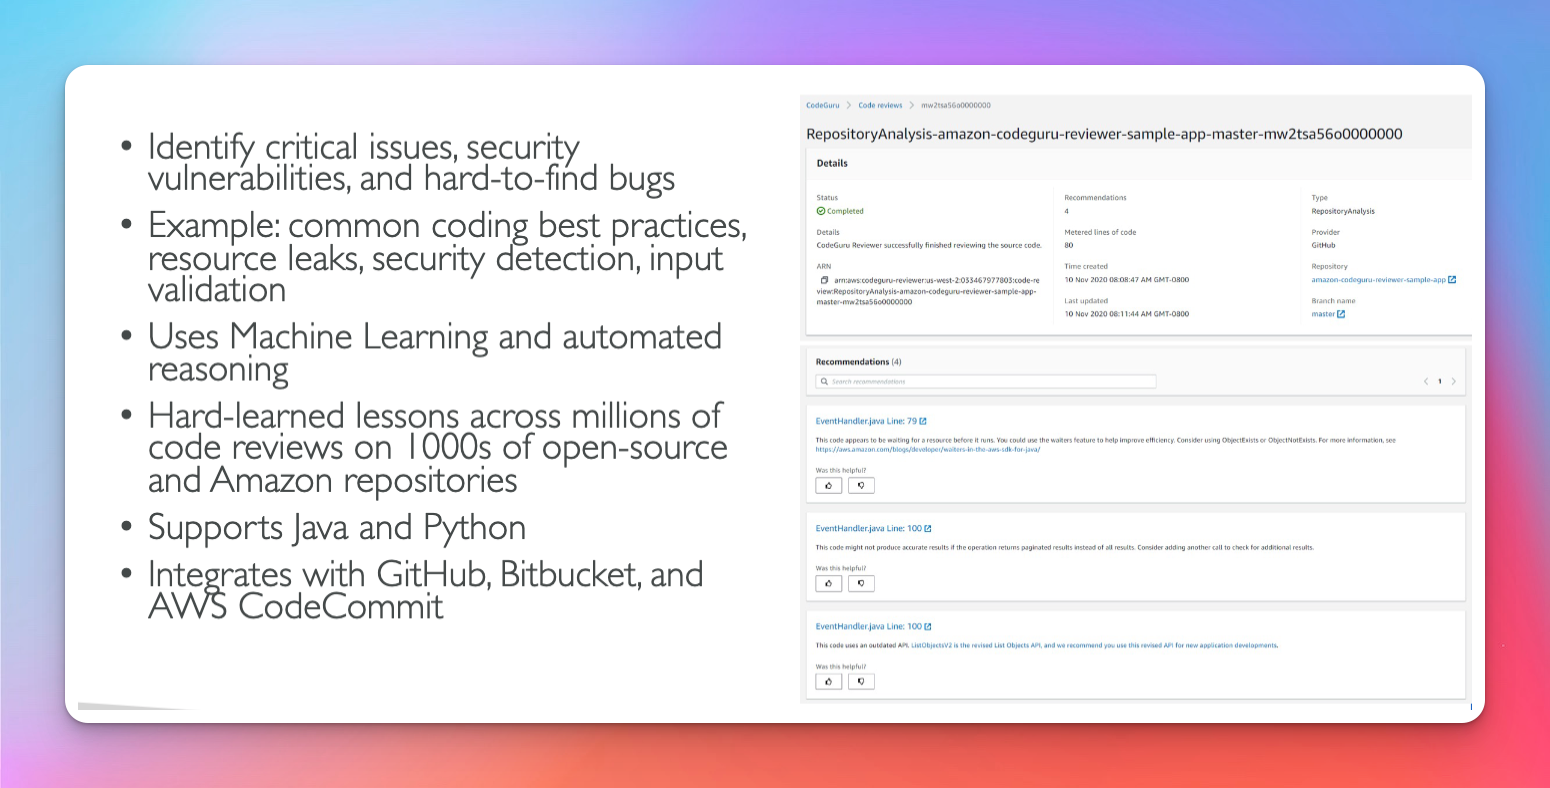 • Identify critical issues, security
vulnerabilities, and hard-to-find bugs
• Example: common coding best practices,
resource leaks, security detection, input
validation
• Uses Machine Learning and automated
reasoning
• Hard-learned lessons across millions of
code reviews on 1000s of open-source
and Amazon repositories
• Supports Java and Python
• Integrates with GitHub, Bitbucket, and
AWS CodeCommit
CodeGuru > Code reviews > mw2tsa56o0000000
RepositoryAnalysis-amazon-codeguru-reviewer-sample-app-master-mw2tsa56o0000000
Details
Status
Completed
Details
CodeGuru Reviewer successfully finished reviewing the source code.
ARN
arn:aws:codeguru-reviewer:us-west-2:033467977803:code-re
view:RepositoryAnalysis-amazon-codeguru-reviewer-sample-app-
master-mw2tsa56o0000000
Recommendations
4
Metered lines of code
80
Time created
10 Nov 2020 08:08:47 AM GMT-0800
Last updated
10 Nov 2020 08:11:44 AM GMT-0800
Type
RepositoryAnalysis
Provider
GitHub
Repository
amazon-codeguru-reviewer-sample-app
Branch name
master
Recommendations (4)
Search recommendations
< 1 >
EventHandler.java Line: 79
This code appears to be waiting for a resource before it runs. You could use the waiters feature to help improve efficiency. Consider using ObjectExists or ObjectNotExists. For more information, see
https://aws.amazon.com/blogs/developer/waiters-in-the-aws-sdk-for-java/
Was this helpful?
EventHandler.java Line: 100
This code might not produce accurate results if the operation returns paginated results instead of all results. Consider adding another call to check for additional results.
Was this helpful?
EventHandler.java Line: 100
This code uses an outdated API. ListObjectsV2 is the revised List Objects API, and we recommend you use this revised API for new application developments.
Was this helpful?